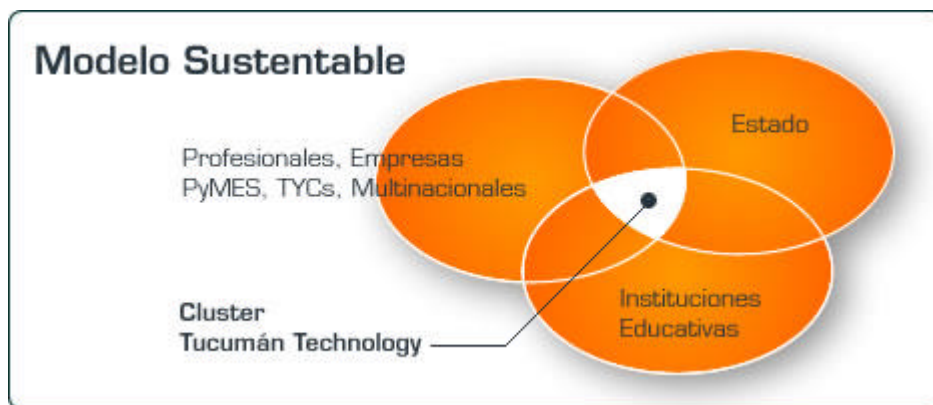 Modelo Sustentable
Estado
Profesionales, Empresas
PyMES, TYCs, Multinacionales
Instituciones
Educativas
Cluster
Tucumán Technology